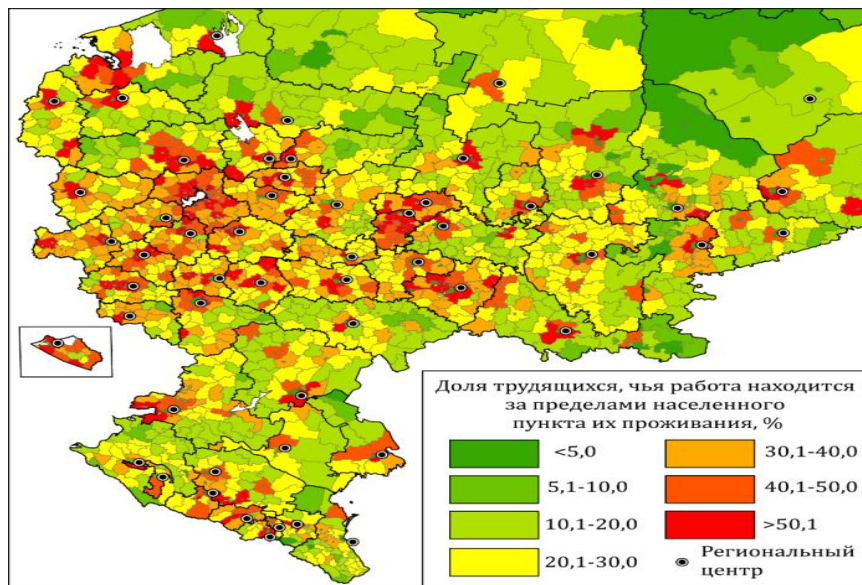 Доля трудящихся, чья работа находится
за пределами населенного
пункта их проживания, %
<5,0
30,1-40,0
5,1-10,0
40,1-50,0
10,1-20,0
>50,1
20,1-30,0
Региональный
центр